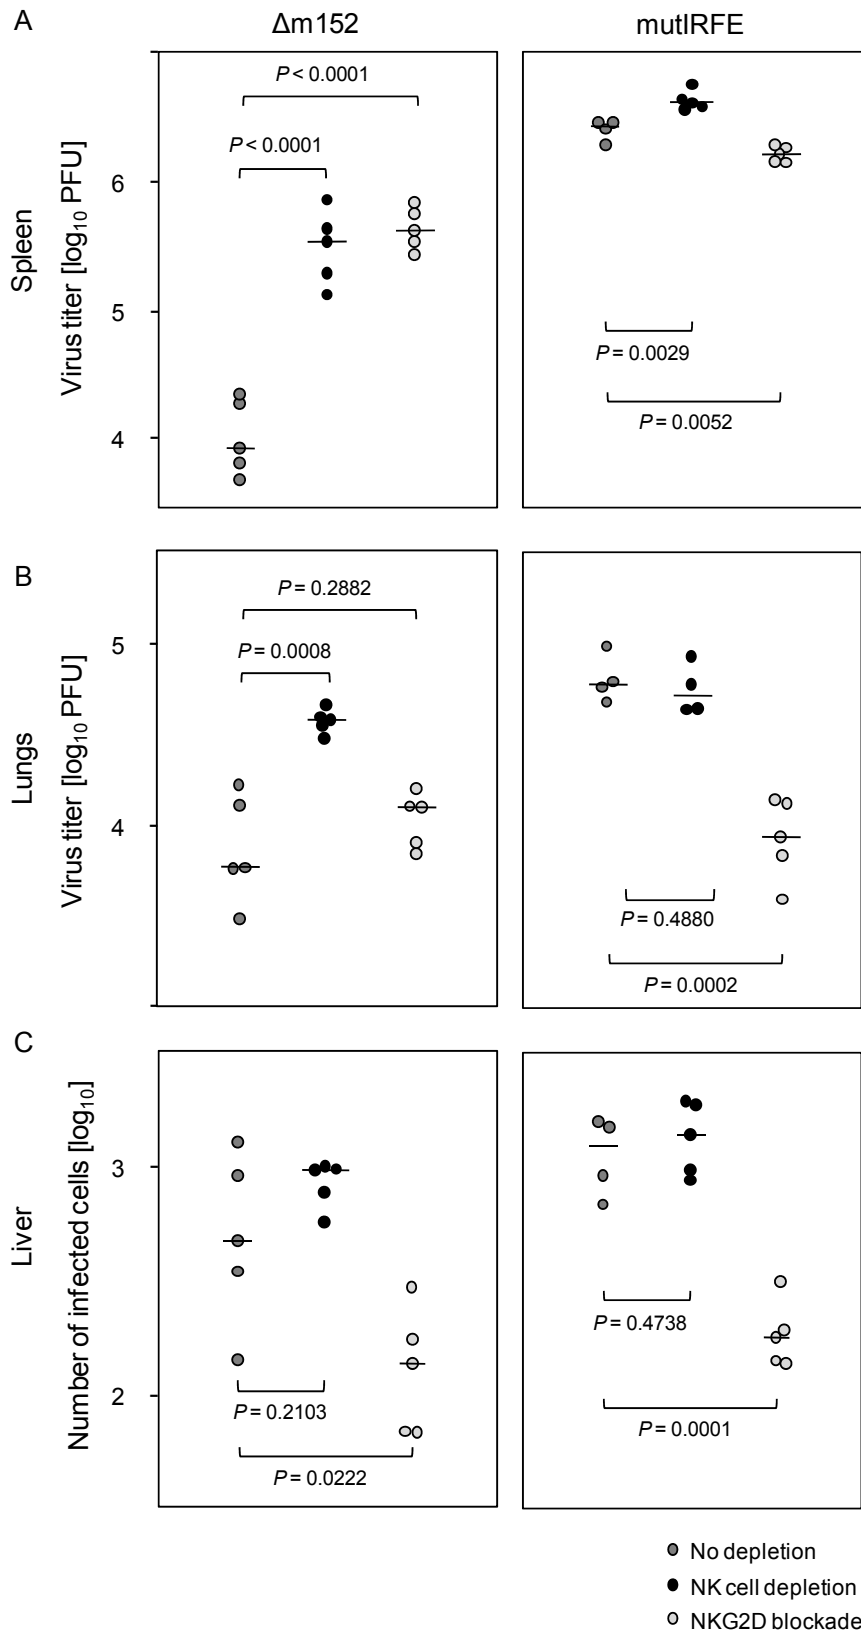 A
Δm152
mutIRFE
P < 0.0001
P < 0.0001
6
5
4
Spleen
Virus titer [log10 PFU]
P = 0.0029
P = 0.0052
B
P = 0.2882
P = 0.0008
5
4
Lungs
Virus titer [log10 PFU]
P = 0.4880
P = 0.0002
C
3
2
Liver
Number of infected cells [log10]
P = 0.2103
P = 0.0222
P = 0.4738
P = 0.0001
No depletion
NK cell depletion
NKG2D blockade